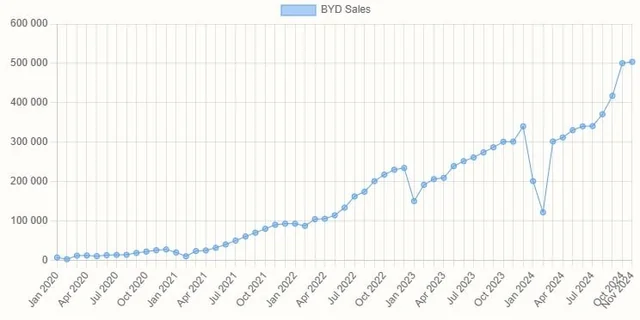 BYD Sales
600 000
500 000
400 000
300 000
200 000
100 000
0
Jan 2020
Apr 2020
Jul 2020
Oct 2020
Jan 2021
Apr 2021
Jul 2021
Oct 2021
Jan 2022
Apr 2022
Jul 2022
Oct 2022
Jan 2023
Apr 2023
Jul 2023
Oct 2023
Jan 2024
Apr 2024
Jul 2024
Oct 2024
Nov 2024